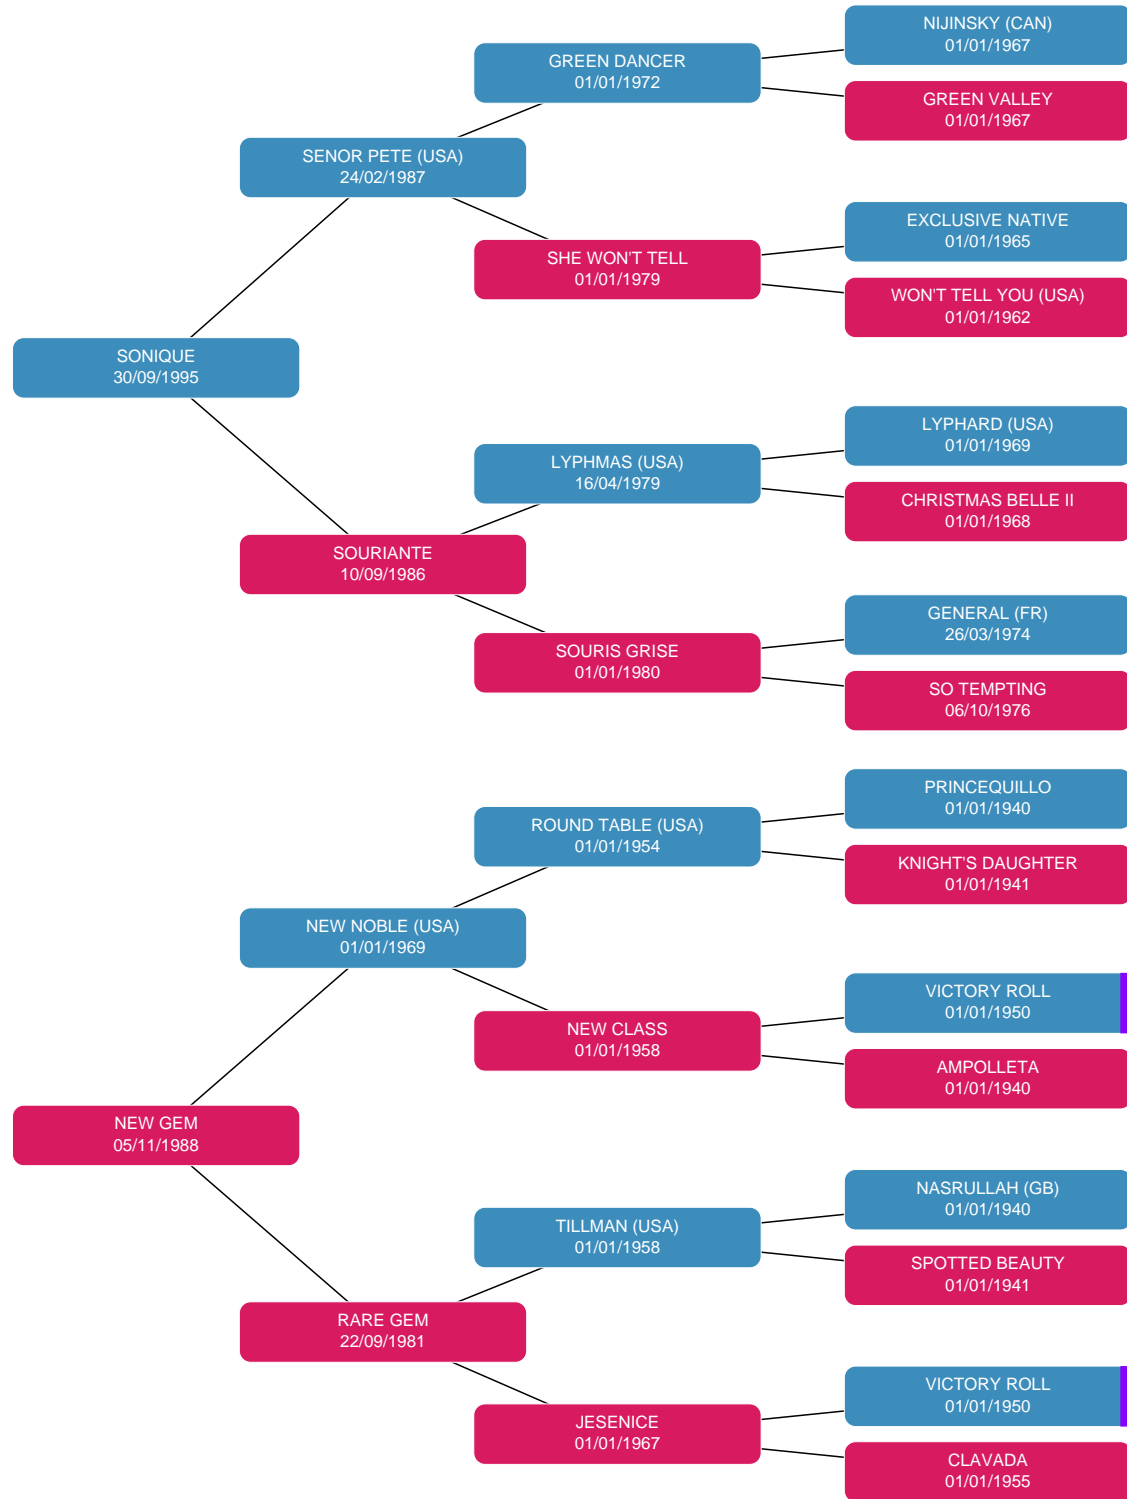 NIJINSKY (CAN)
01/01/1967
GREEN DANCER
01/01/1972
GREEN VALLEY
01/01/1967
SENOR PETE (USA)
24/02/1987
EXCLUSIVE NATIVE
01/01/1965
SHE WON'T TELL
01/01/1979
WON'T TELL YOU (USA)
01/01/1962
SONIQUE
30/09/1995
LYPHARD (USA)
01/01/1969
LYPHMAS (USA)
16/04/1979
CHRISTMAS BELLE II
01/01/1968
SOURIANTE
10/09/1986
GENERAL (FR)
26/03/1974
SOURIS GRISE
01/01/1980
SO TEMPTING
06/10/1976
PRINCEQUILLO
01/01/1940
ROUND TABLE (USA)
01/01/1954
KNIGHT'S DAUGHTER
01/01/1941
NEW NOBLE (USA)
01/01/1969
VICTORY ROLL
01/01/1950
NEW CLASS
01/01/1958
AMPOLLETA
01/01/1940
NEW GEM
05/11/1988
NASRULLAH (GB)
01/01/1940
TILLMAN (USA)
01/01/1958
SPOTTED BEAUTY
01/01/1941
RARE GEM
22/09/1981
VICTORY ROLL
01/01/1950
JESENICE
01/01/1967
CLAVADA
01/01/1955